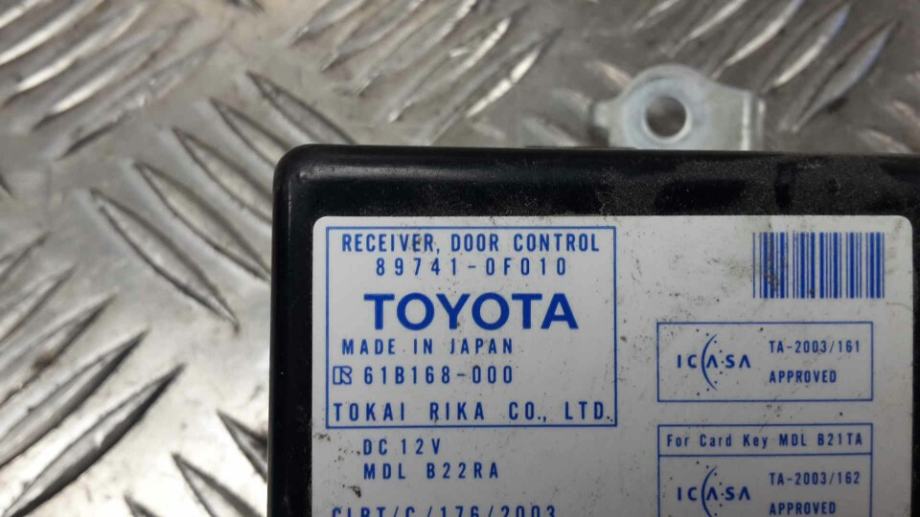 RECEIVER, DOOR CONTROL
89741-0F010
TOYOTA
MADE IN JAPAN
61B168-000
TOKAI RIKA CO., LTD.
DC 12V
MDL B22RA
ICASA TA-2003/161
APPROVED
For Card Key MDL B21TA
ICASA TA-2003/162
APPROVED